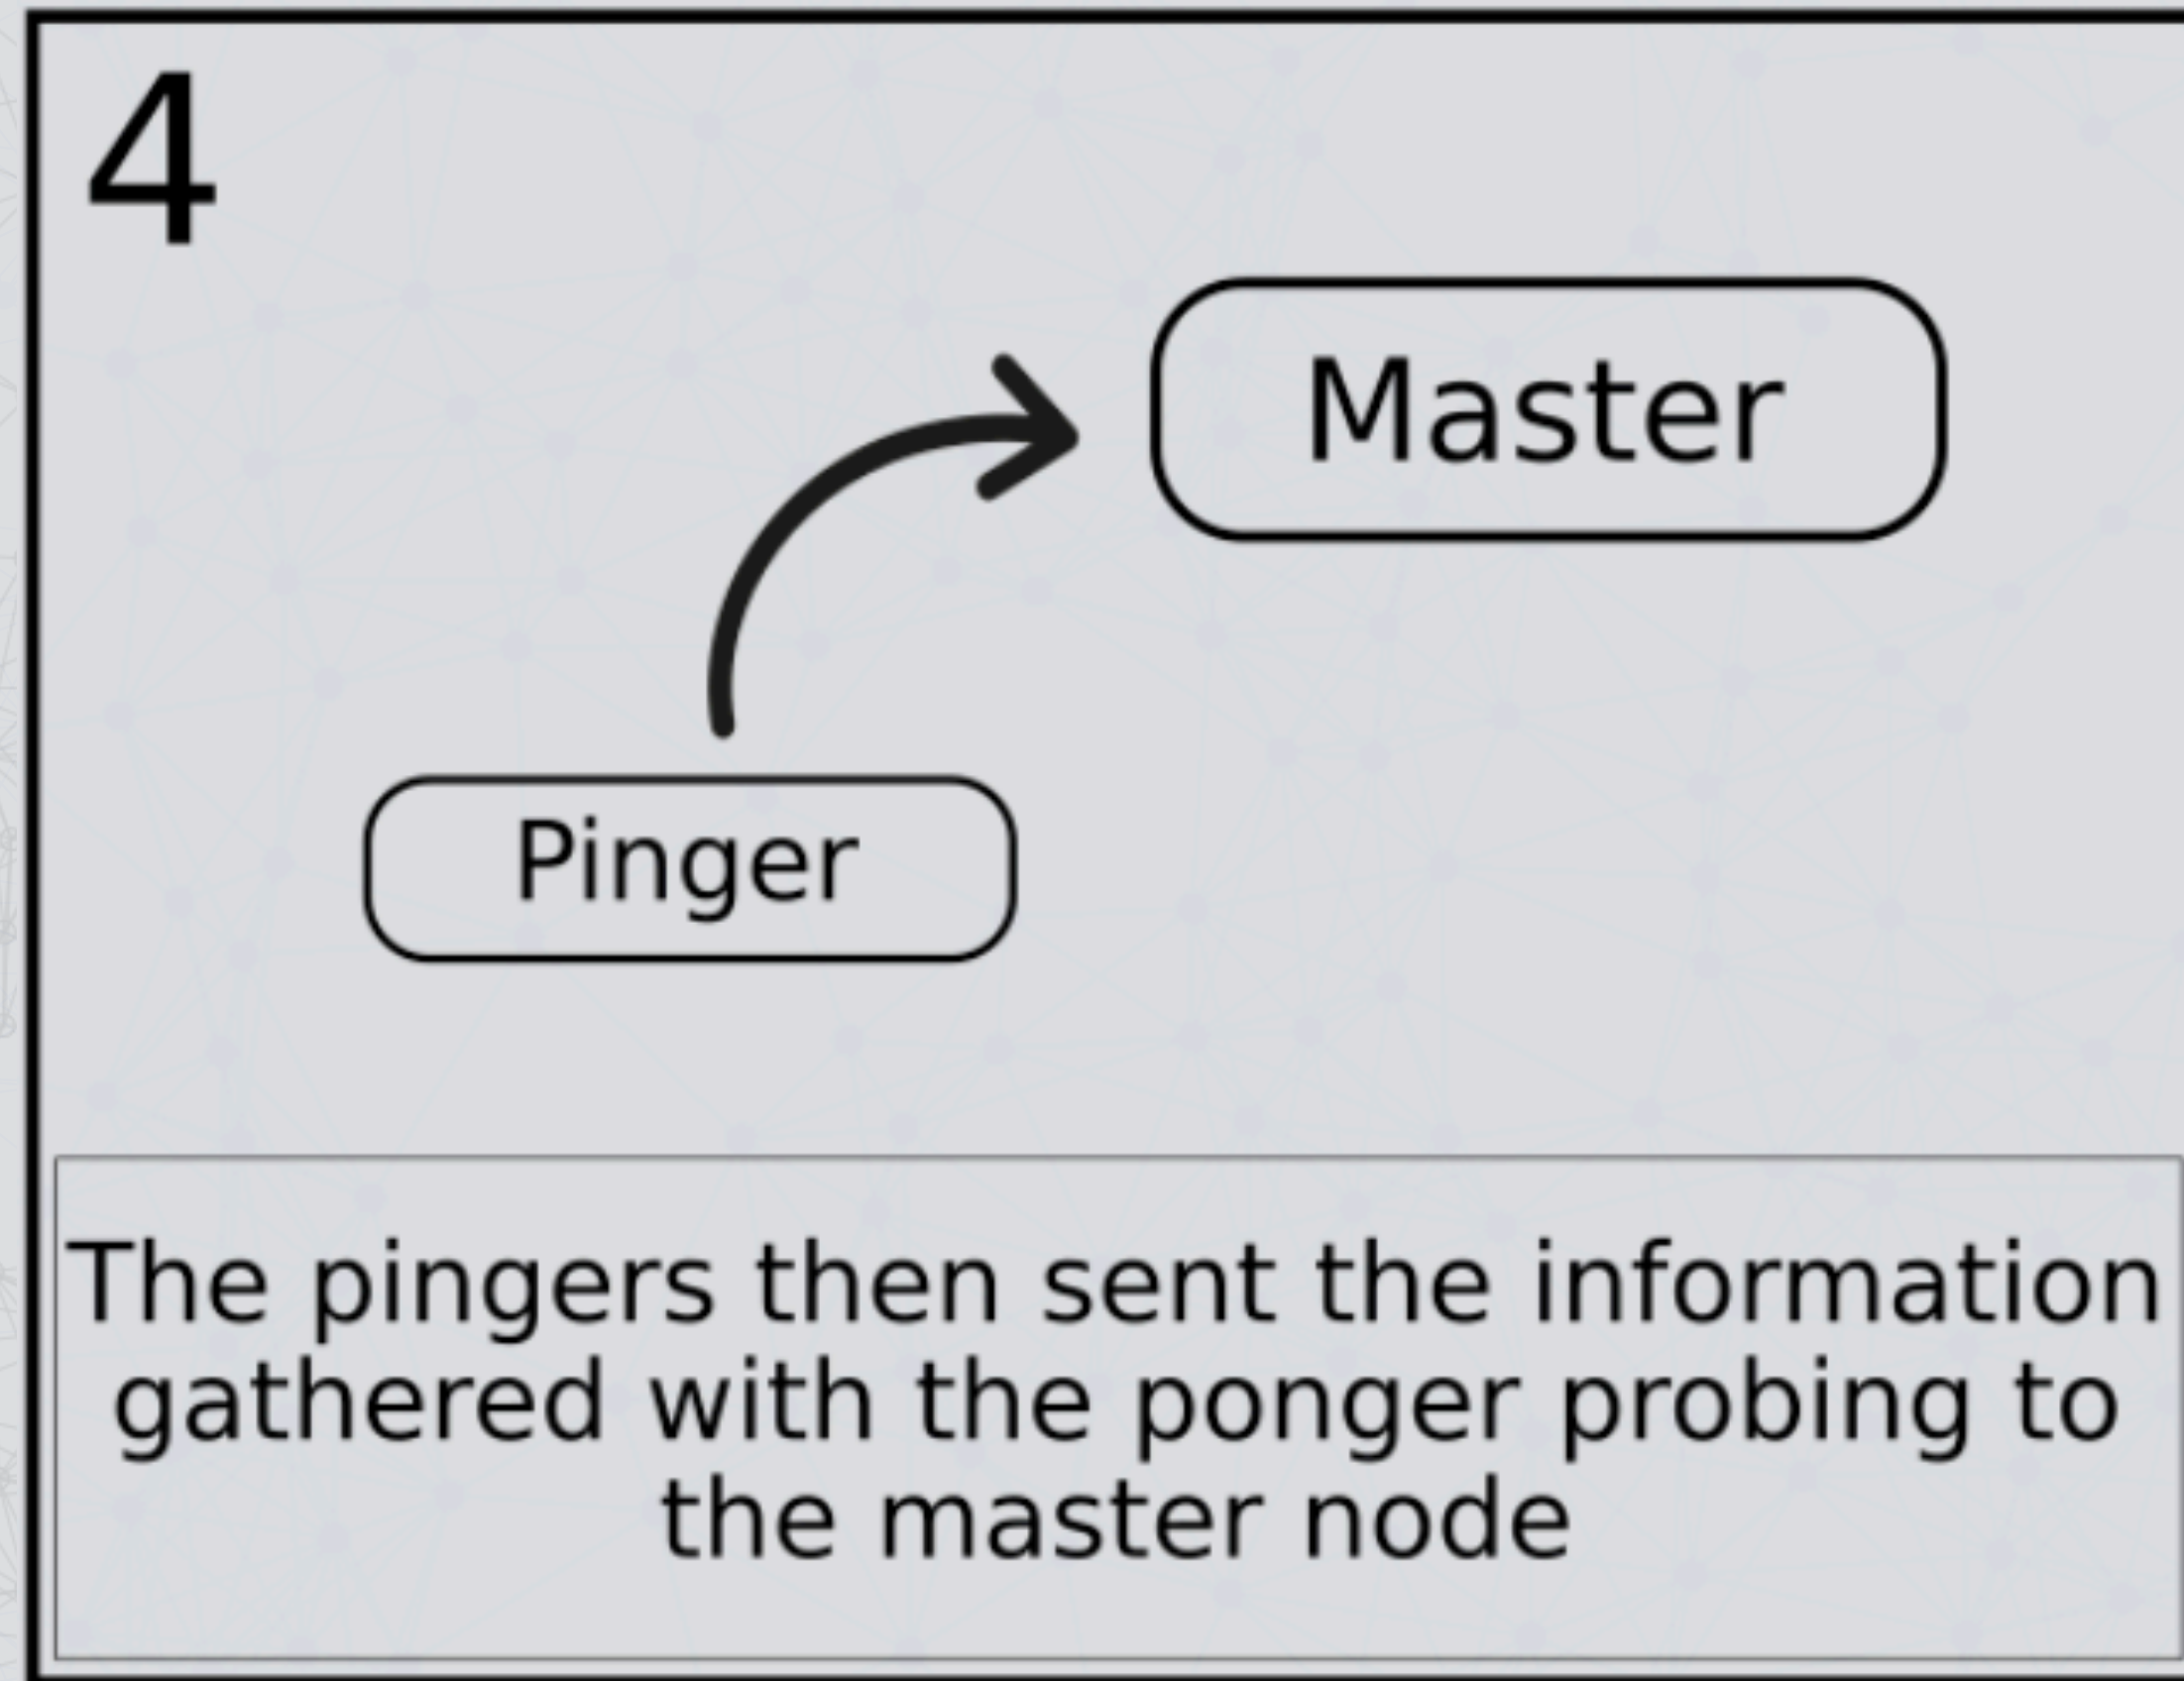 4
Master
Pinger
The pingers then sent the information
gathered with the ponger probing to
the master node